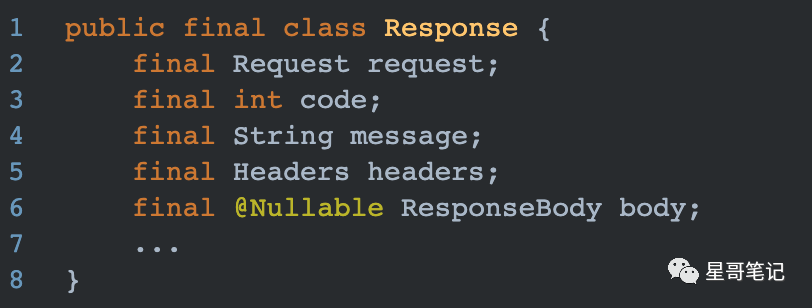 1 public final class Response {
2     final Request request;
3     final int code;
4     final String message;
5     final Headers headers;
6     final @Nullable ResponseBody body;
7     ...
8 }
星哥笔记